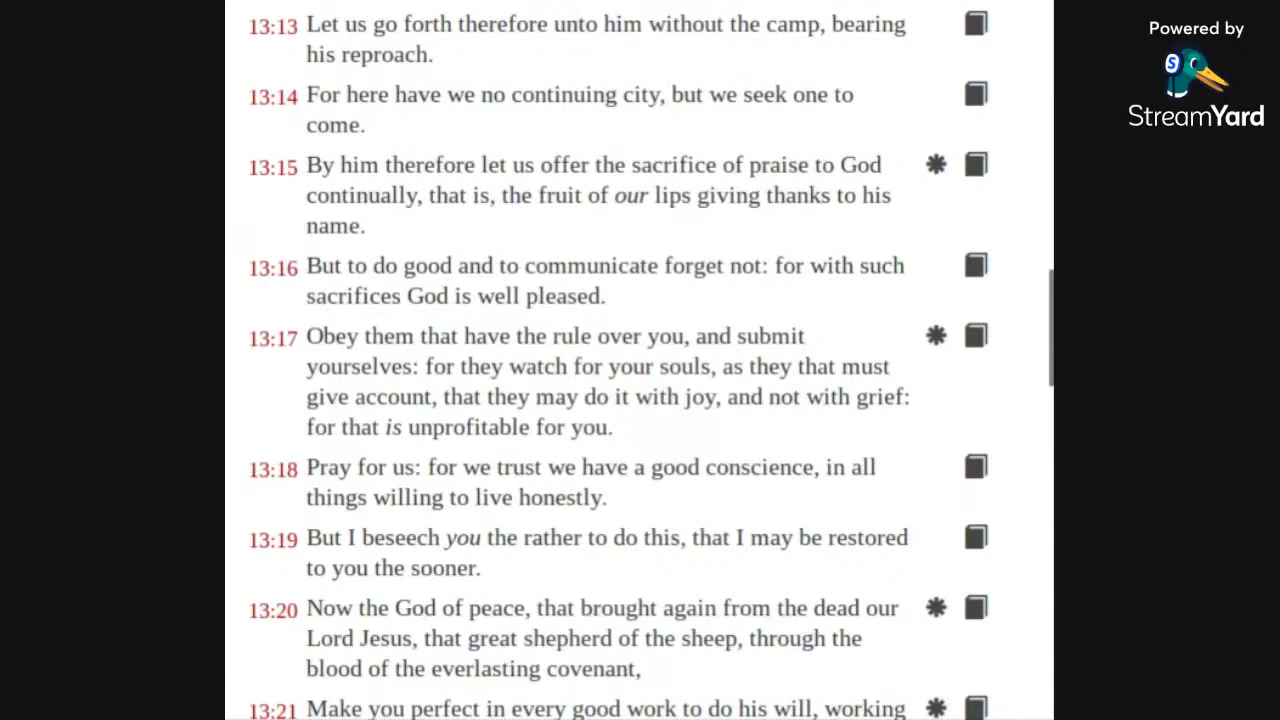 13:13 Let us go forth therefore unto him without the camp, bearing
his reproach.
13:14 For here have we no continuing city, but we seek one to
come.
13:15 By him therefore let us offer the sacrifice of praise to God
continually, that is, the fruit of our lips giving thanks to his
name.
13:16 But to do good and to communicate forget not: for with such
sacrifices God is well pleased.
13:17 Obey them that have the rule over you, and submit
yourselves: for they watch for your souls, as they that must
give account, that they may do it with joy, and not with grief:
for that is unprofitable for you.
13:18 Pray for us: for we trust we have a good conscience, in all
things willing to live honestly.
13:19 But I beseech you the rather to do this, that I may be restored
to you the sooner.
13:20 Now the God of peace, that brought again from the dead our
Lord Jesus, that great shepherd of the sheep, through the
blood of the everlasting covenant,
13:21 Make you perfect in every good work to do his will, working
Powered by
S
StreamYard